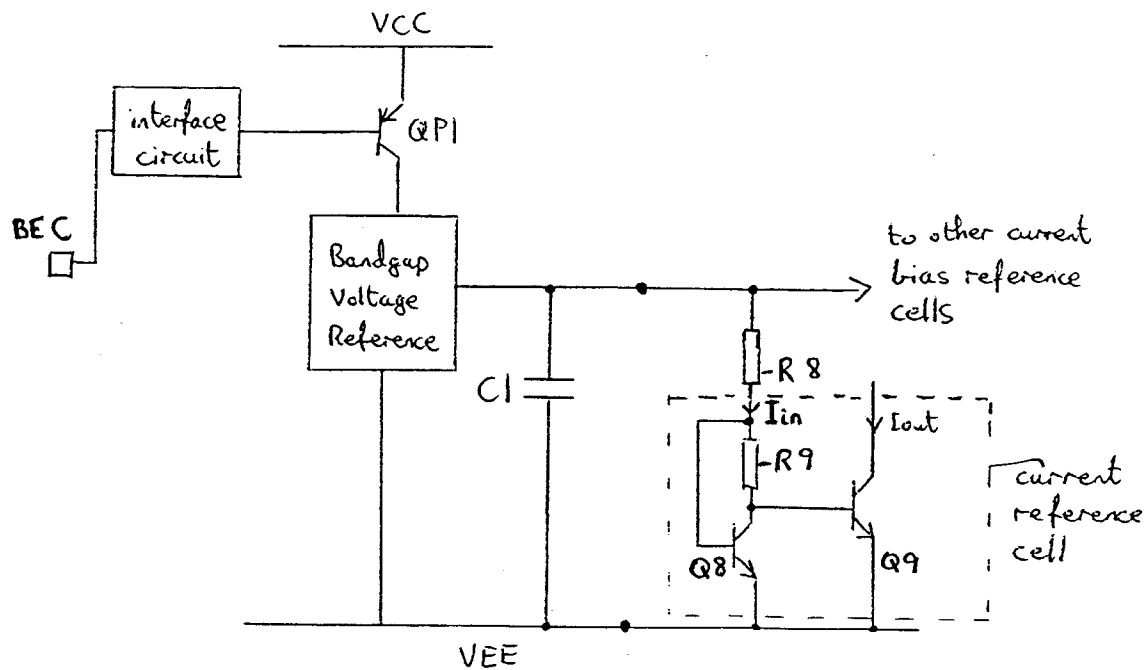 VCC
interface
circuit
QP1
BEC
Bandgap
Voltage
Reference
to other current
bias reference
cells
C1
R8
Iin
Iout
R9
current
reference
cell
Q8
Q9
VEE